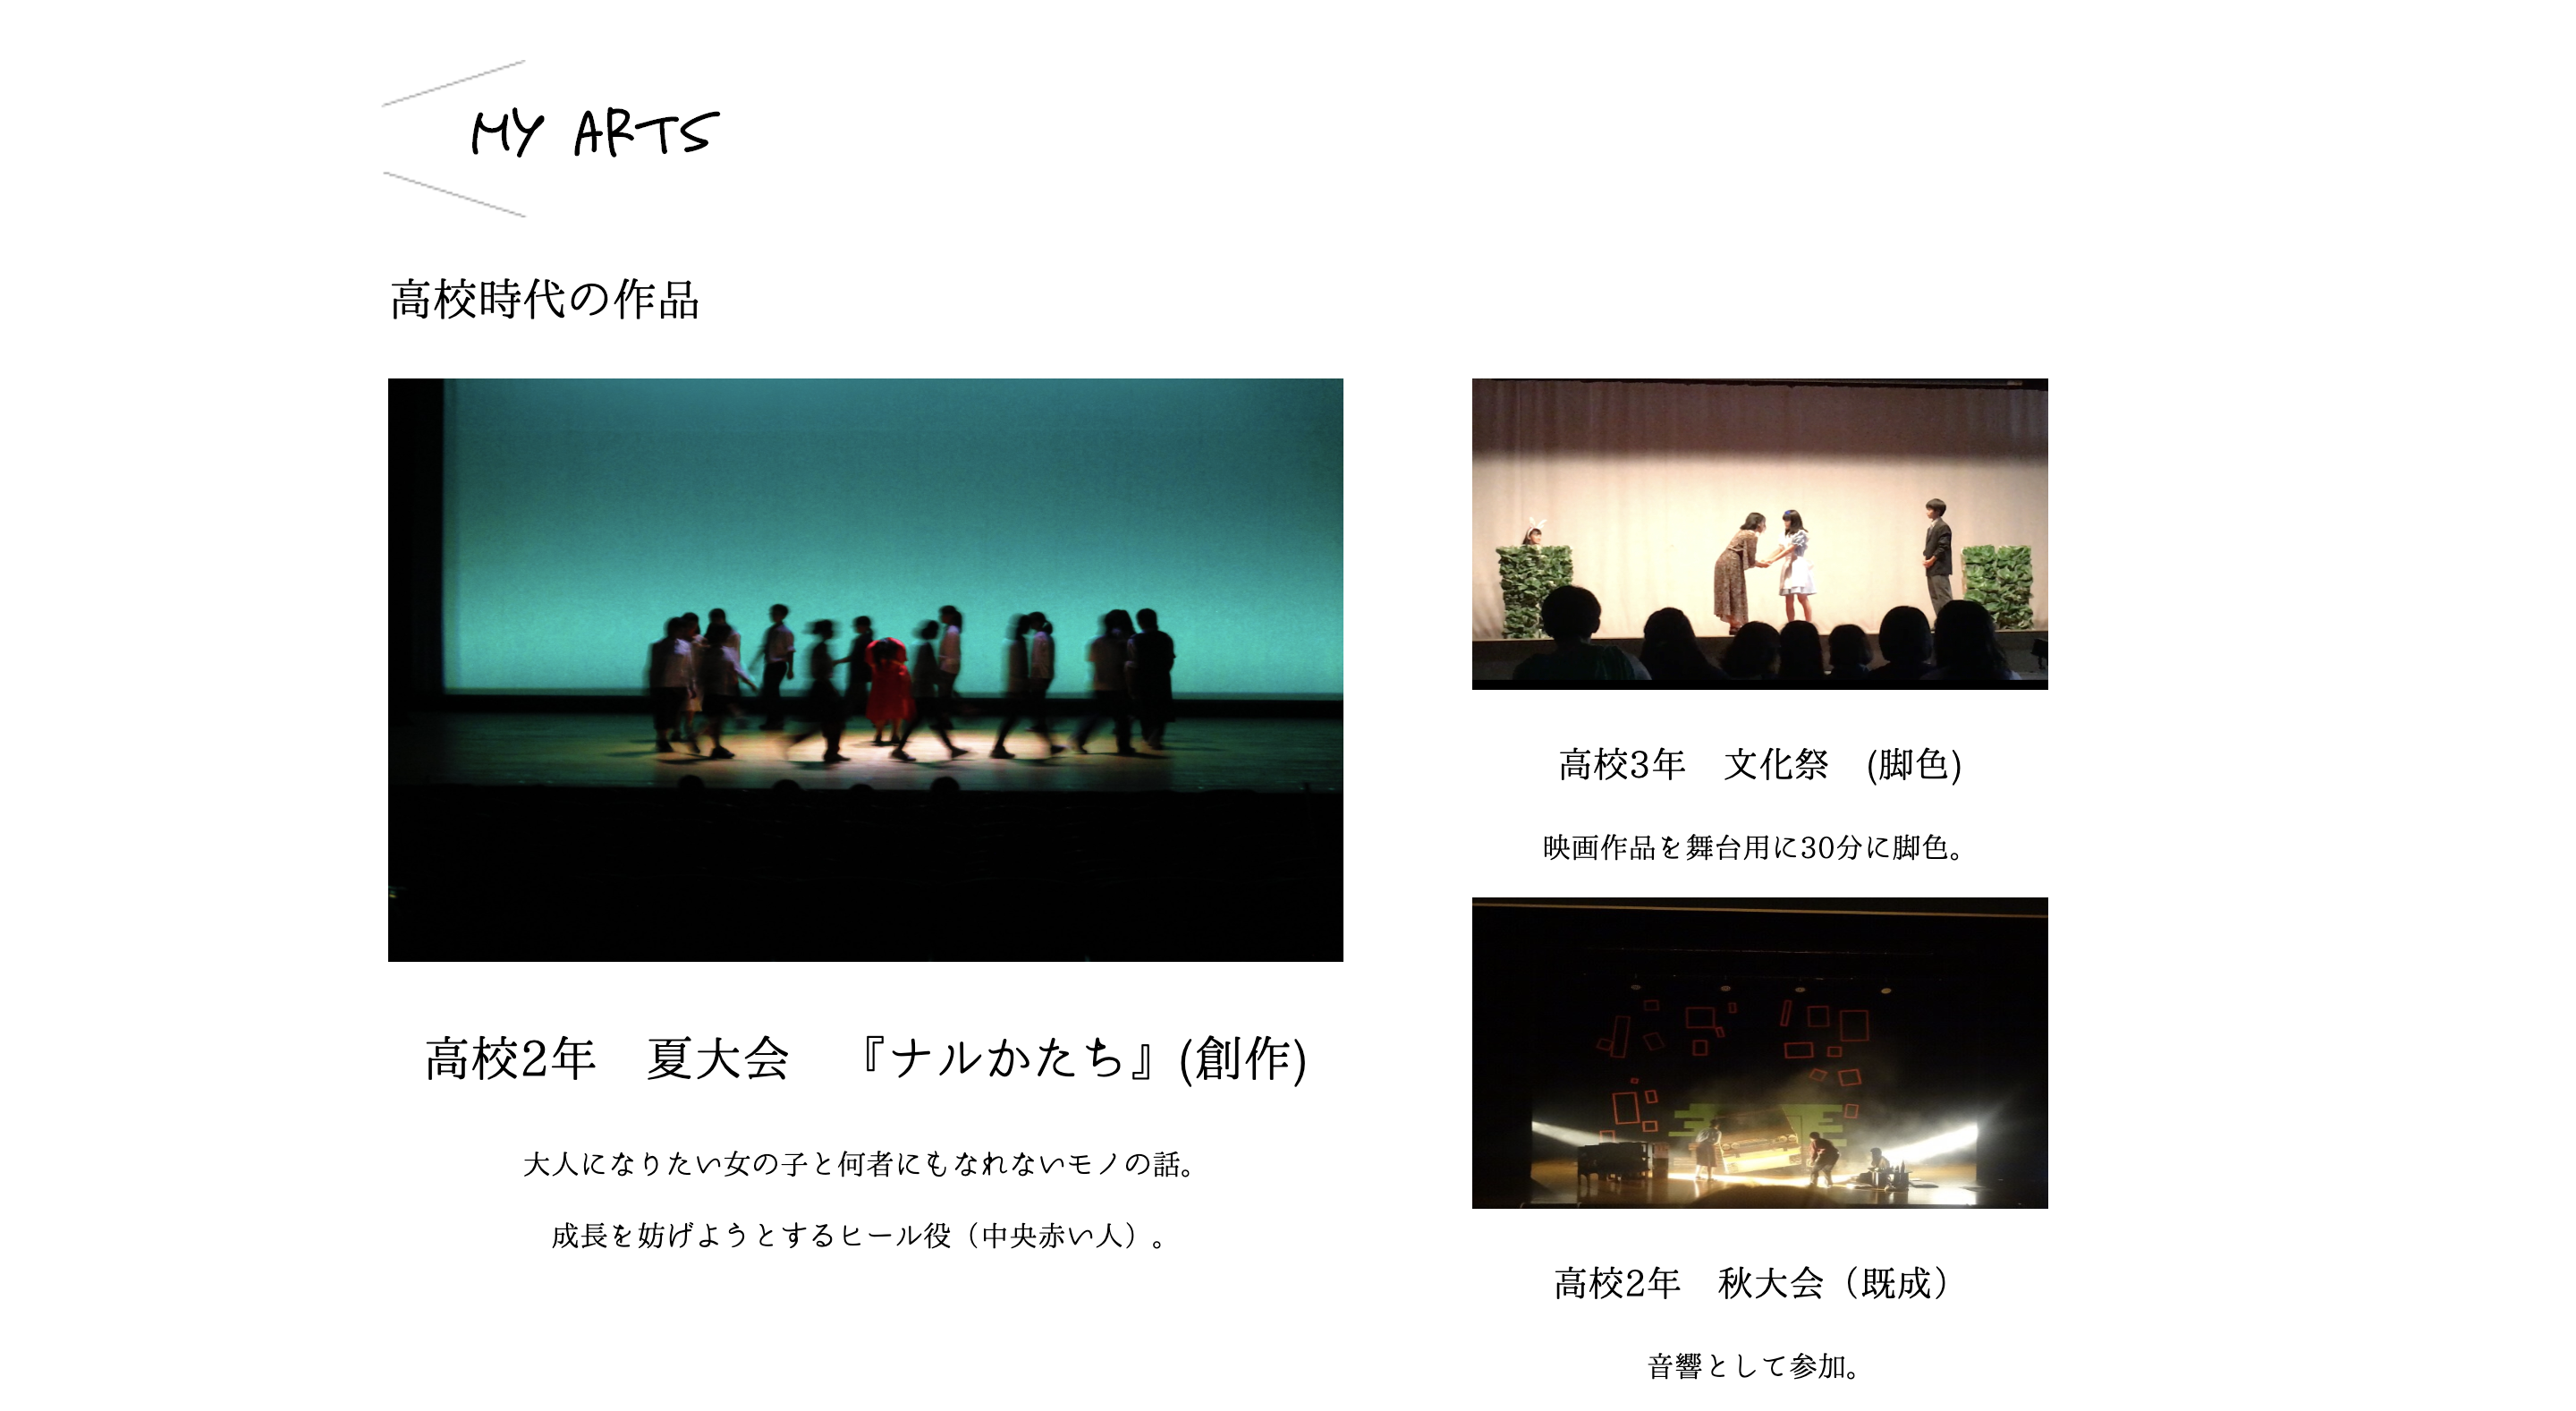 MY ARTS
高校時代の作品
高校2年　夏大会　『ナルかたち』(創作)
大人になりたい女の子と何者にもなれないモノの話。
成長を妨げようとするヒール役（中央赤い人）。
高校3年　文化祭　(脚色)
映画作品を舞台用に30分に脚色。
高校2年　秋大会（既成）
音響として参加。